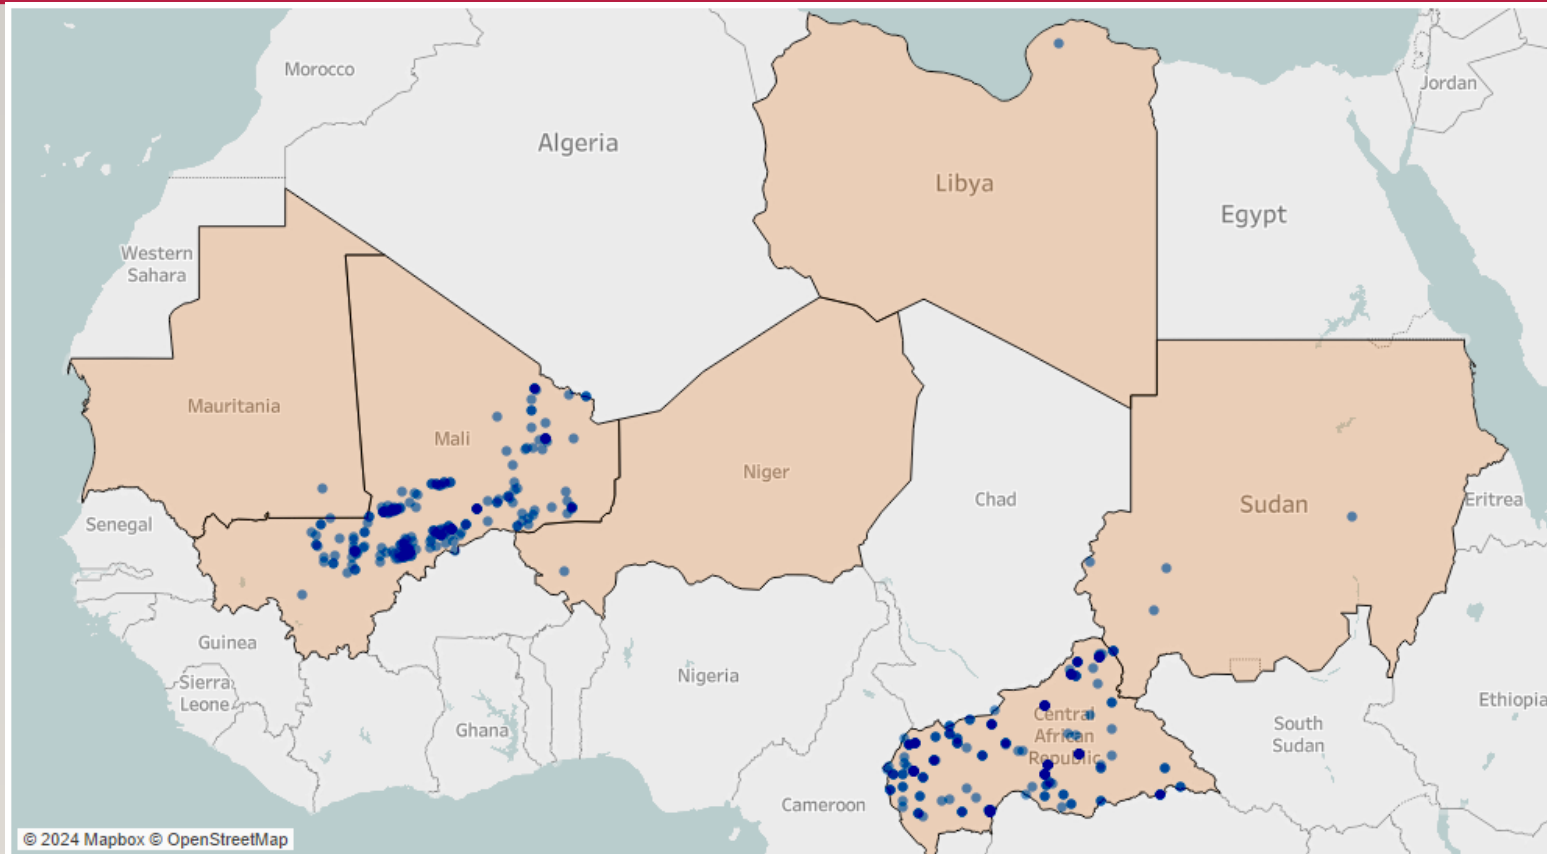 Morocco
Jordan
Algeria
Libya
Egypt
Western
Sahara
Mauritania
Mali
Niger
Chad
Sudan
Eritrea
Senegal
Guinea
Sierra
Leone
Ghana
Nigeria
Central
African
Republic
South
Sudan
Ethiopia
Cameroon
© 2024 Mapbox © OpenStreetMap